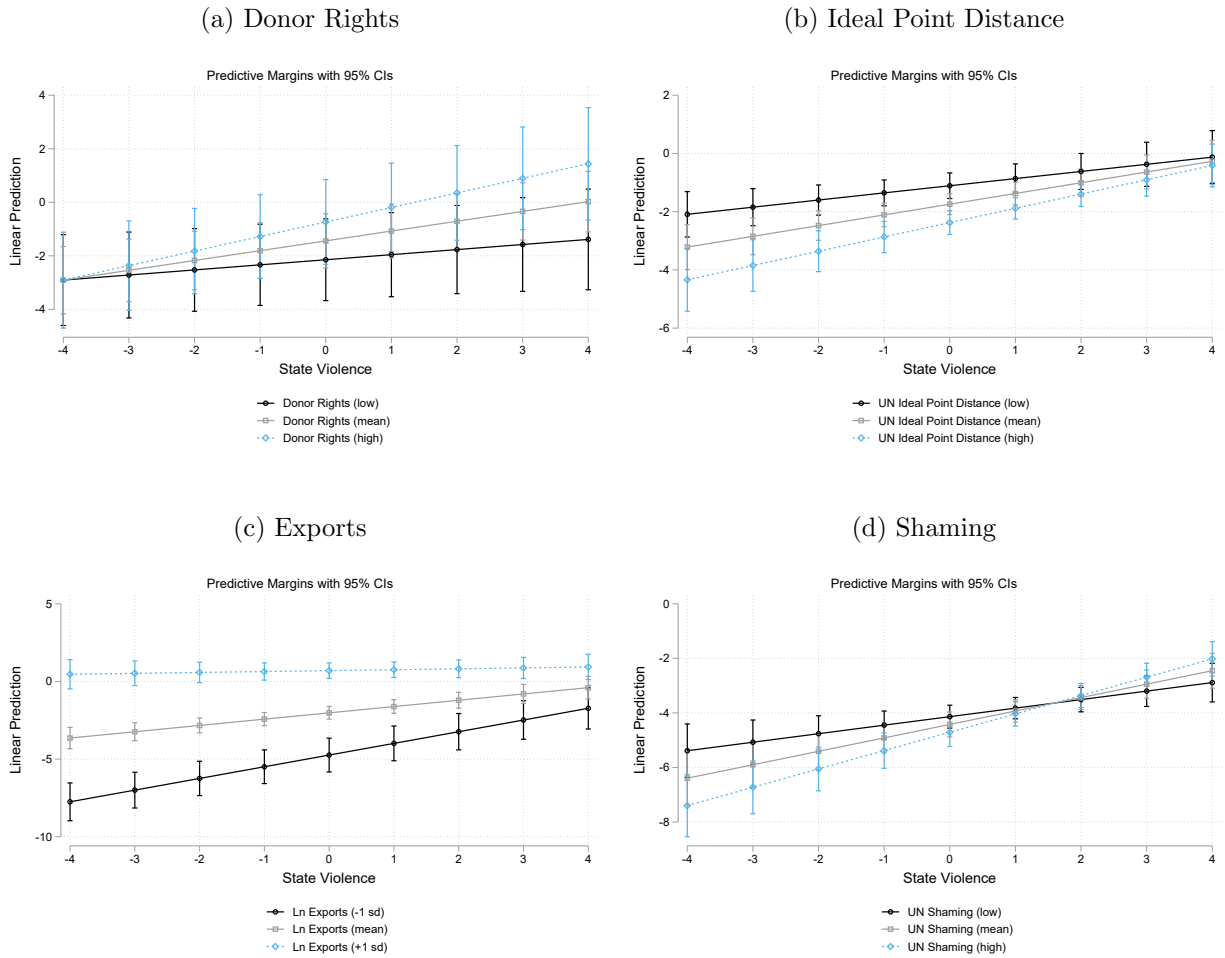 (a) Donor Rights
Predictive Margins with 95% CIs
Linear Prediction
4
2
0
-2
-4
-4 -3 -2 -1 0 1 2 3 4
State Violence
Donor Rights (low)
Donor Rights (mean)
Donor Rights (high)
(b) Ideal Point Distance
Predictive Margins with 95% CIs
Linear Prediction
2
0
-2
-4
-6
-4 -3 -2 -1 0 1 2 3 4
State Violence
UN Ideal Point Distance (low)
UN Ideal Point Distance (mean)
UN Ideal Point Distance (high)
(c) Exports
Predictive Margins with 95% CIs
Linear Prediction
5
0
-5
-10
-4 -3 -2 -1 0 1 2 3 4
State Violence
Ln Exports (-1 sd)
Ln Exports (mean)
Ln Exports (+1 sd)
(d) Shaming
Predictive Margins with 95% CIs
Linear Prediction
0
-2
-4
-6
-8
-4 -3 -2 -1 0 1 2 3 4
State Violence
UN Shaming (low)
UN Shaming (mean)
UN Shaming (high)